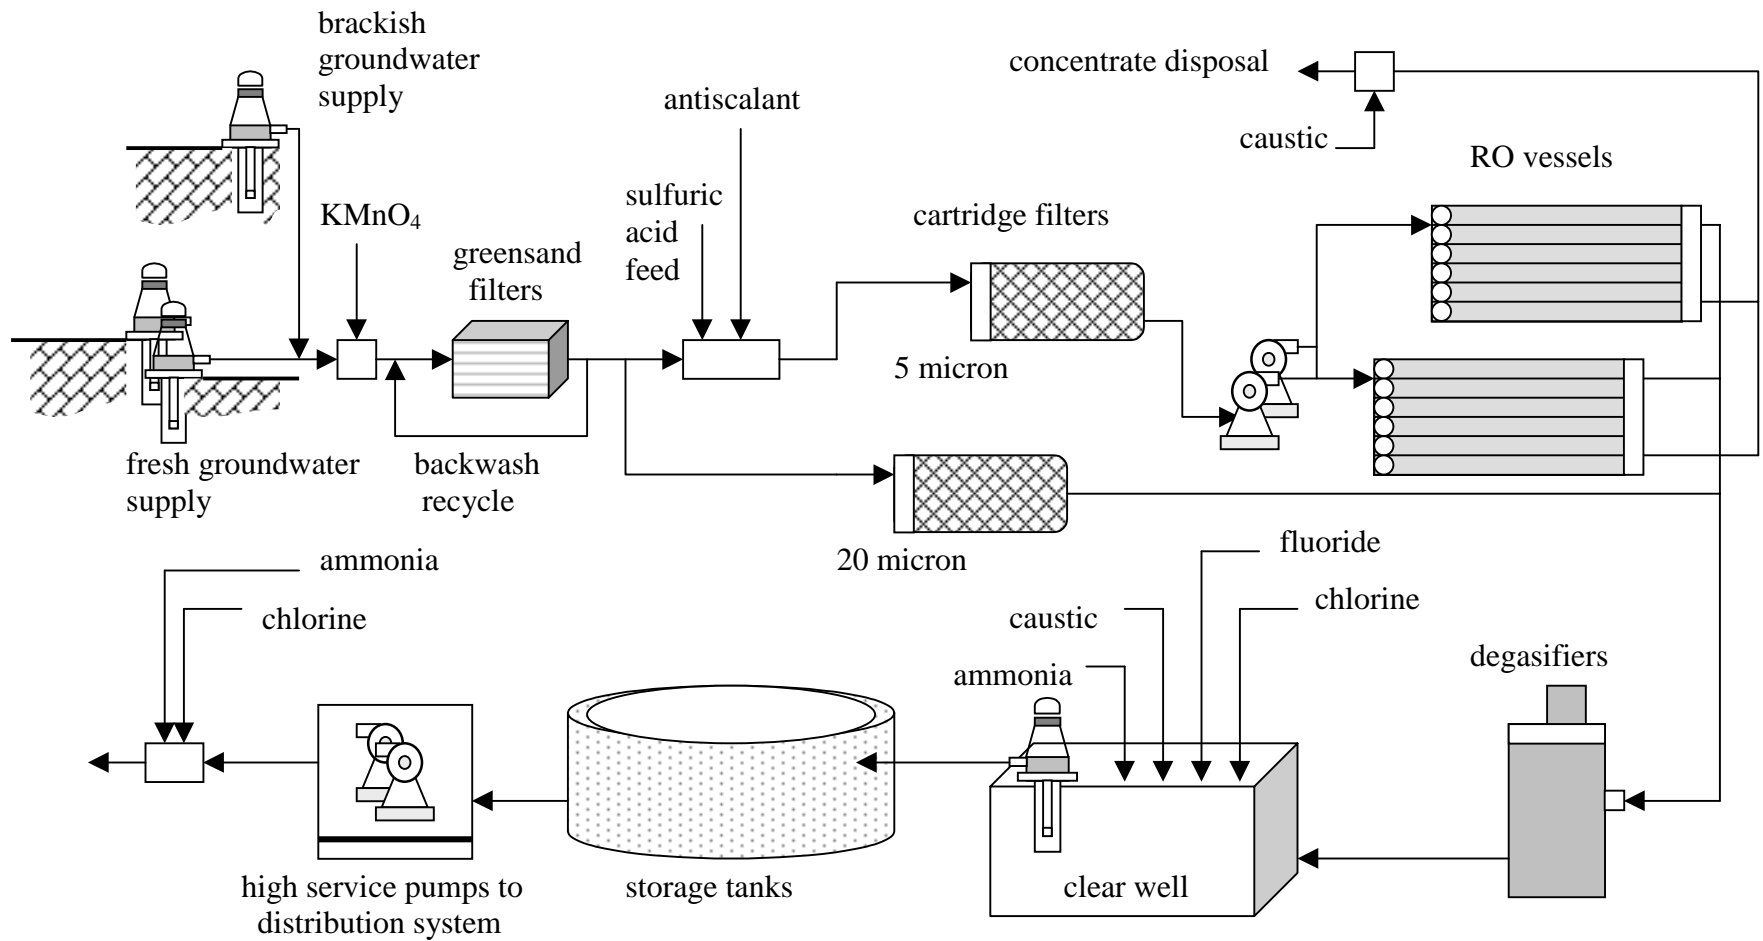 brackish
groundwater
supply
concentrate disposal
antiscalant
caustic
RO vessels
sulfuric
acid
feed
KMnO₄
cartridge filters
greensand
filters
5 micron
fresh groundwater
supply
backwash
recycle
20 micron
fluoride
ammonia
chlorine
chlorine
caustic
degasifiers
ammonia
high service pumps to
distribution system
storage tanks
clear well